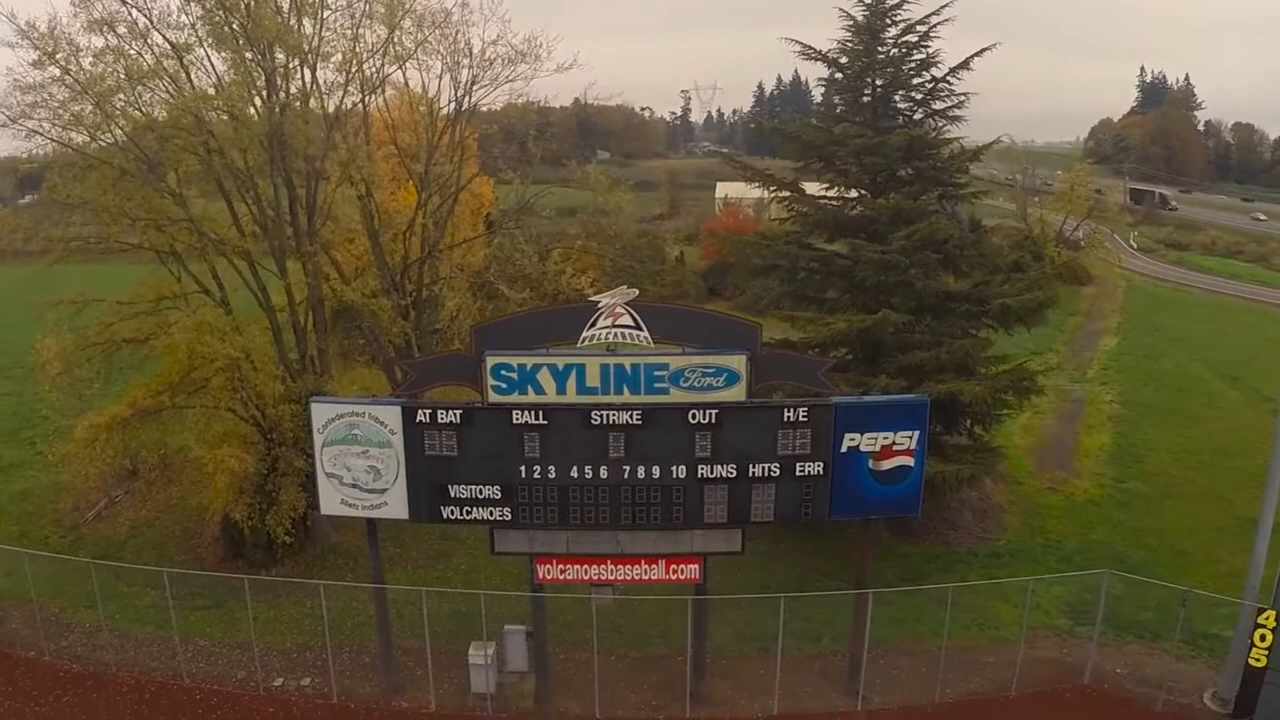 VOLCANOES
SKYLINE Ford
Confederated Tribes of
Siletz Indians
AT BAT BALL STRIKE OUT H/E
1 2 3 4 5 6 7 8 9 10 RUNS HITS ERR
VISITORS
VOLCANOES
PEPSI
volcanoesbaseball.com
405